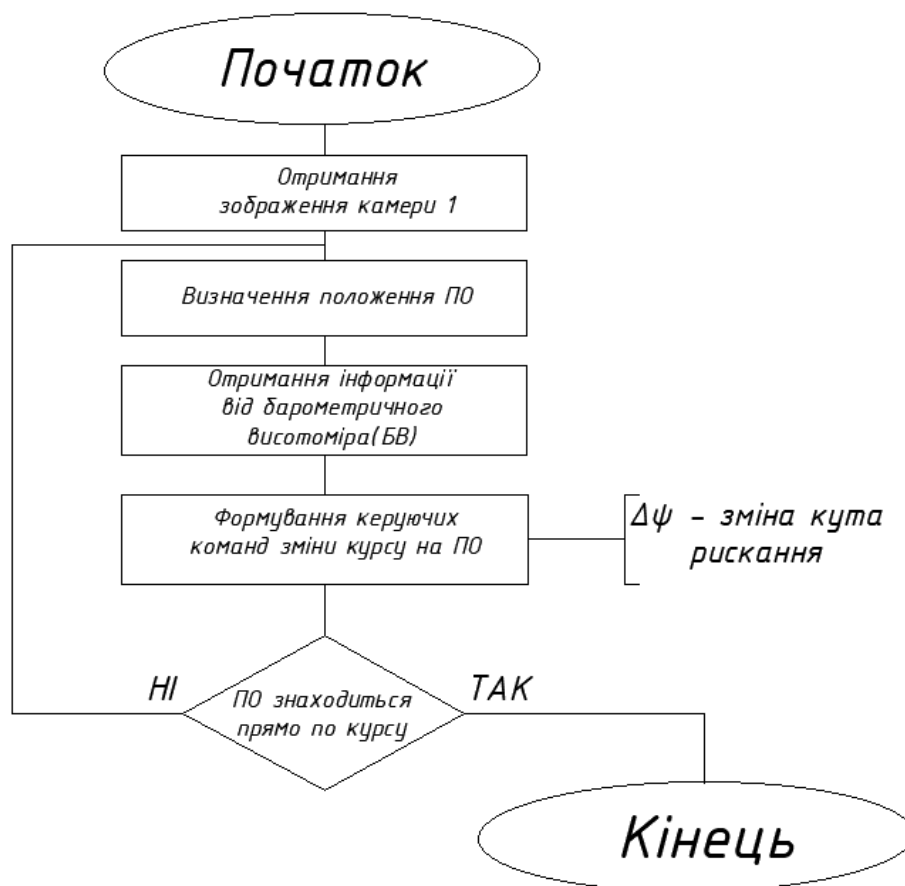 Початок
Отримання
зображення камери 1
Визначення положення ПО
Отримання інформації
від барометричного
висотоміра(БВ)
Формування керуючих
команд зміни курсу на ПО
Δψ - зміна кута
рискання
НІ
ПО знаходиться
прямо по курсу
ТАК
Кінець